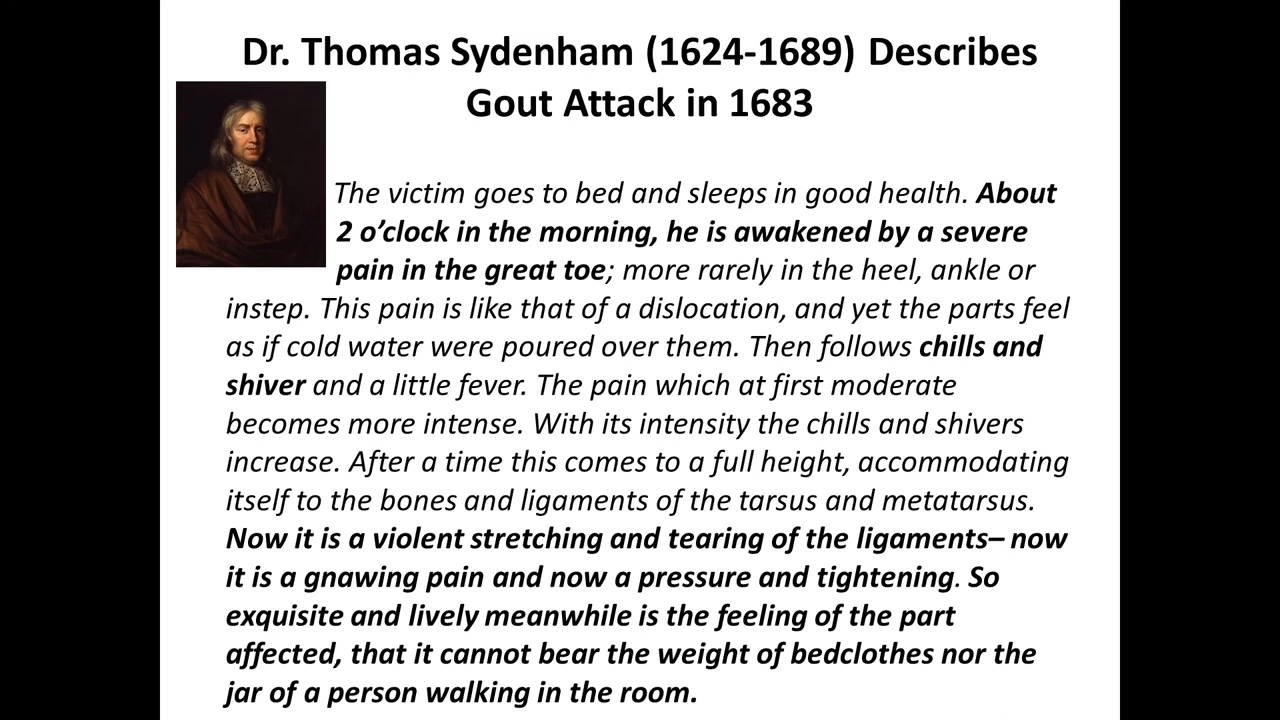 Dr. Thomas Sydenham (1624-1689) Describes
Gout Attack in 1683
The victim goes to bed and sleeps in good health. About
2 o’clock in the morning, he is awakened by a severe
pain in the great toe; more rarely in the heel, ankle or
instep. This pain is like that of a dislocation, and yet the parts feel
as if cold water were poured over them. Then follows chills and
shiver and a little fever. The pain which at first moderate
becomes more intense. With its intensity the chills and shivers
increase. After a time this comes to a full height, accommodating
itself to the bones and ligaments of the tarsus and metatarsus.
Now it is a violent stretching and tearing of the ligaments– now
it is a gnawing pain and now a pressure and tightening. So
exquisite and lively meanwhile is the feeling of the part
affected, that it cannot bear the weight of bedclothes nor the
jar of a person walking in the room.